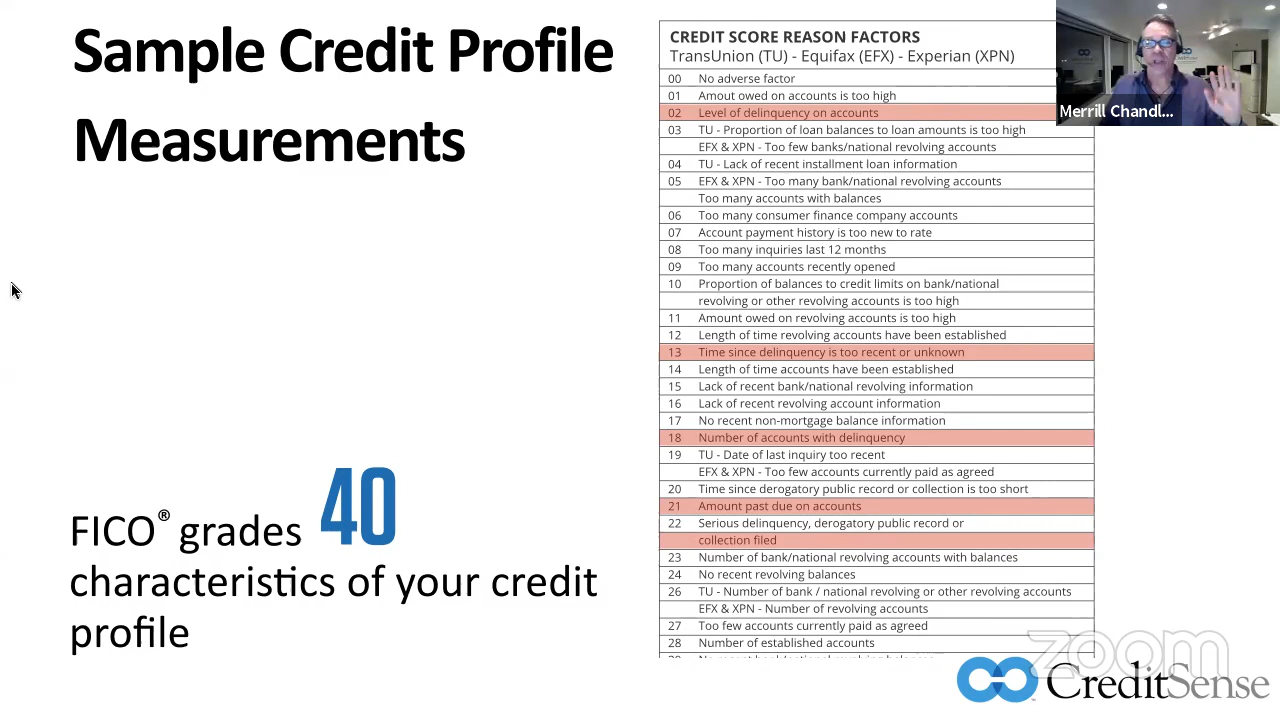 Sample Credit Profile
Measurements
FICO® grades 40
characteristics of your credit
profile
CREDIT SCORE REASON FACTORS
TransUnion (TU) - Equifax (EFX) - Experian (XPN)
00 No adverse factor
01 Amout owed on accounts is too high
02 Level of delinquency on accounts
03 TU - Proportion of loan balances to loan amounts is too high
EFX & XPN - Too few banks/national revolving accounts
04 TU - Lack of recent installment loan information
05 EFX & XPN - Too many bank/national revolving accounts
Too many accounts with balances
06 Too many consumer finance company accounts
07 Account payment history is too new to rate
08 Too many inquiries last 12 months
09 Too many accounts recently opened
10 Proportion of balances to credit limits on bank/national
revolving or other revolving accounts is too high
11 Amount owed on revolving accounts is too high
12 Length of time revolving accounts have been established
13 Time since delinquency is too recent or unknown
14 Length of time accounts have been established
15 Lack of recent bank/national revolving information
16 Lack of recent revolving account information
17 No recent non-mortgage balance information
18 Number of accounts with delinquency
19 TU - Date of last inquiry too recent
EFX & XPN - Too few accounts currently paid as agreed
20 Time since derogatory public record or collection is too short
21 Amount past due on accounts
22 Serious delinquency, derogatory public record or
collection filed
23 Number of bank/national revolving accounts with balances
24 No recent revolving balances
26 TU - Number of bank / national revolving or other revolving accounts
EFX & XPN - Number of revolving accounts
27 Too few accounts currently paid as agreed
28 Number of established accounts
Merrill Chandl...
zoom
CreditSense